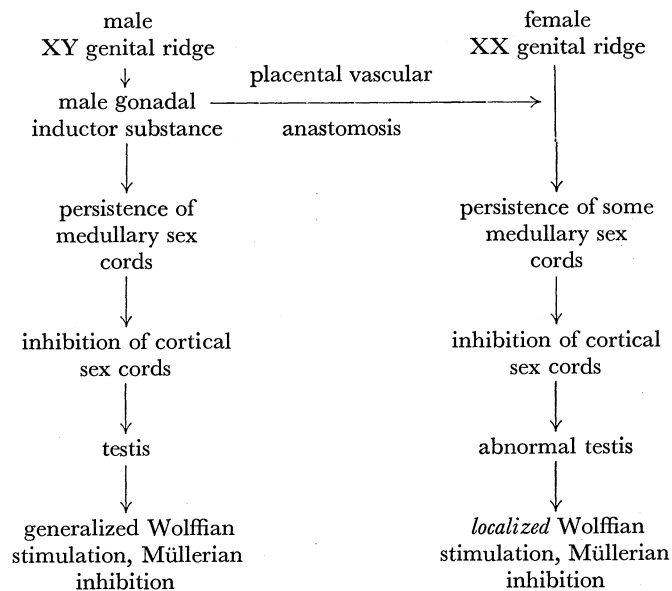 male
XY genital ridge
female
XX genital ridge
placental vascular
anastomosis
male gonadal
inductor substance
persistence of
medullary sex
cords
persistence of some
medullary sex
cords
inhibition of cortical
sex cords
inhibition of cortical
sex cords
testis
abnormal testis
generalized Wolffian
stimulation, Müllerian
inhibition
localized Wolffian
stimulation, Müllerian
inhibition